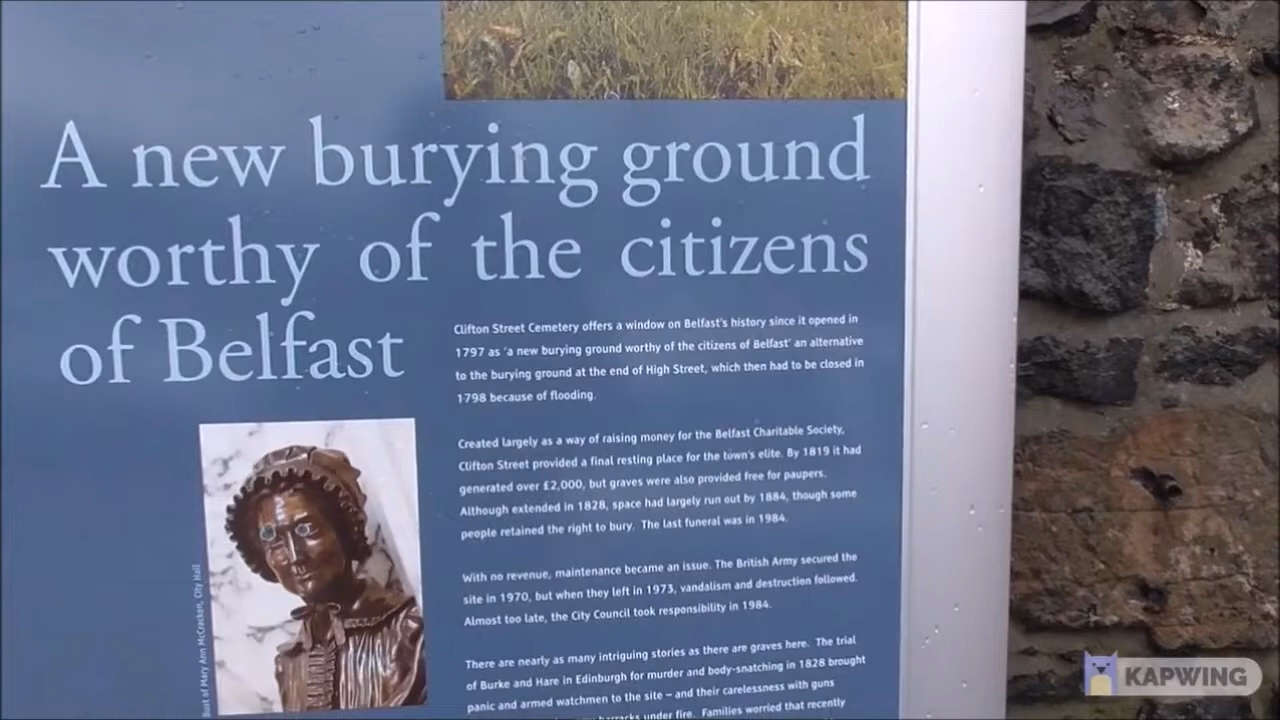 A new burying ground
worthy of the citizens
of Belfast
Clifton Street Cemetery offers a window on Belfast's history since it opened in
1797 as 'a new burying ground worthy of the citizens of Belfast' an alternative
to the burying ground at the end of High Street, which then had to be closed in
1798 because of flooding.
Created largely as a way of raising money for the Belfast Charitable Society,
Clifton Street provided a final resting place for the town's elite. By 1819 it had
generated over £2,000, but graves were also provided free for paupers.
Although extended in 1828, space had largely run out by 1884, though some
people retained the right to bury. The last funeral was in 1984.
With no revenue, maintenance became an issue. The British Army secured the
site in 1970, but when they left in 1973, vandalism and destruction followed.
Almost too late, the City Council took responsibility in 1984.
There are nearly as many intriguing stories as there are graves here. The trial
of Burke and Hare in Edinburgh for murder and body-snatching in 1828 brought
panic and armed watchmen to the site – and their carelessness with guns
barracks under fire. Families worried that recently
Bust of Mary Ann McCracken, City Hall
KAPWING